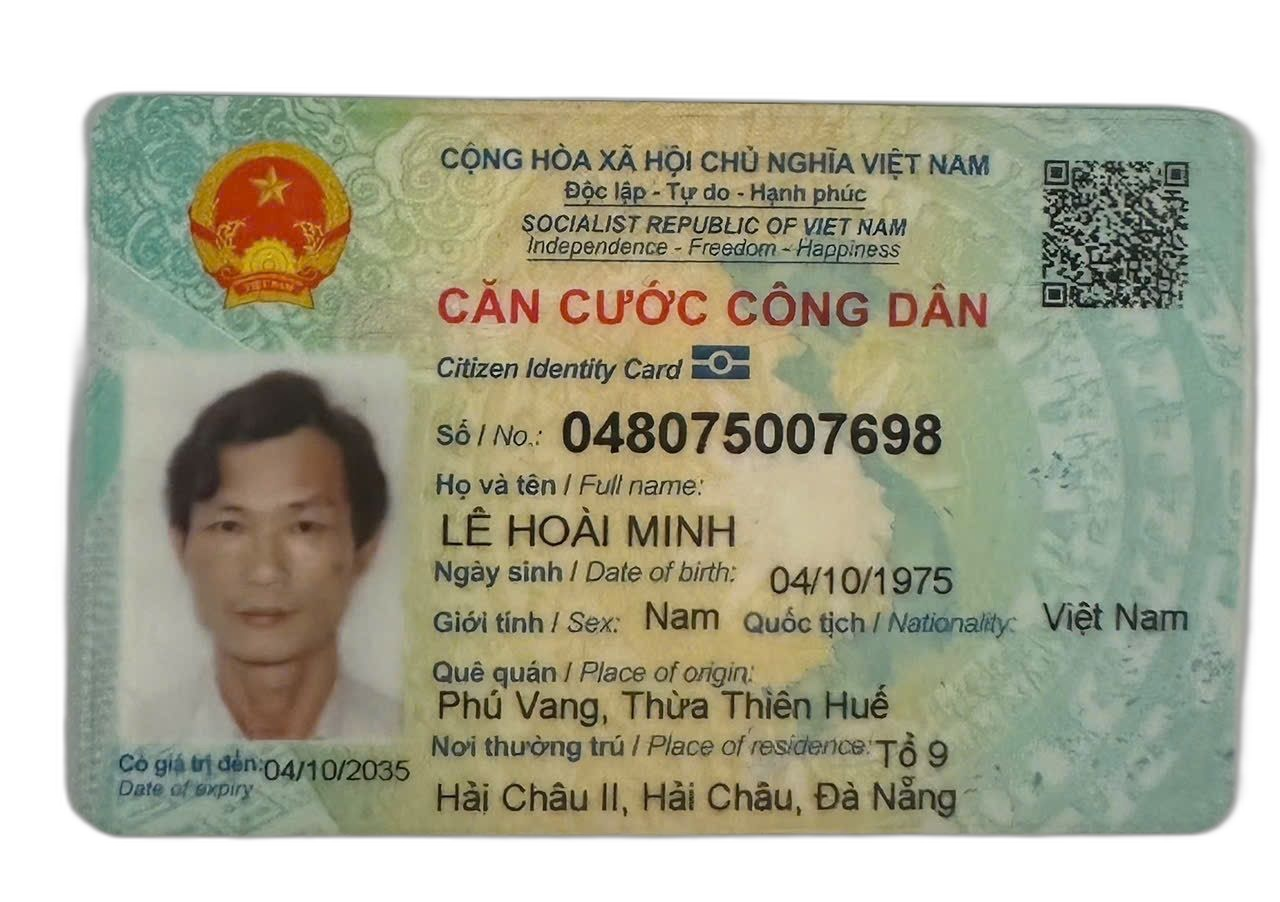 CỘNG HÒA XÃ HỘI CHỦ NGHĨA VIỆT NAM
Độc lập - Tự do - Hạnh phúc
SOCIALIST REPUBLIC OF VIET NAM
Independence - Freedom - Happiness
CĂN CƯỚC CÔNG DÂN
Citizen Identity Card
Số / No.: 048075007698
Họ và tên / Full name:
LÊ HOÀI MINH
Ngày sinh / Date of birth: 04/10/1975
Giới tính / Sex: Nam Quốc tịch / Nationality: Việt Nam
Quê quán / Place of origin:
Phú Vang, Thừa Thiên Huế
Nơi thường trú / Place of residence: Tổ 9
Hải Châu II, Hải Châu, Đà Nẵng
Có giá trị đến: 04/10/2035
Date of expiry